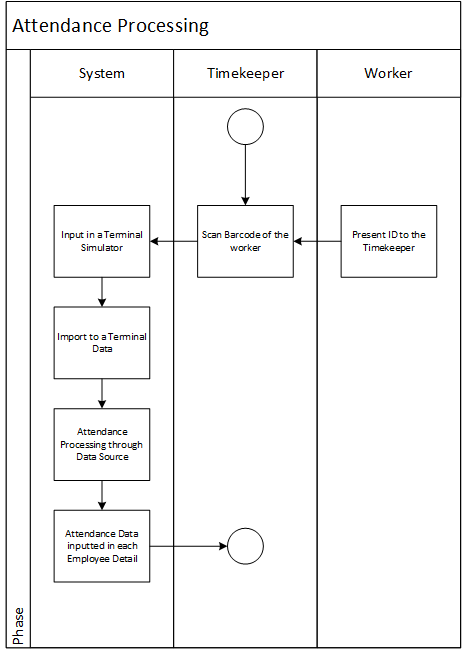 Attendance Processing
System
Timekeeper
Worker
Input in a Terminal
Simulator
Scan Barcode of the
worker
Present ID to the
Timekeeper
Import to a Terminal
Data
Attendance
Processing through
Data Source
Attendance Data
inputted in each
Employee Detail
Phase